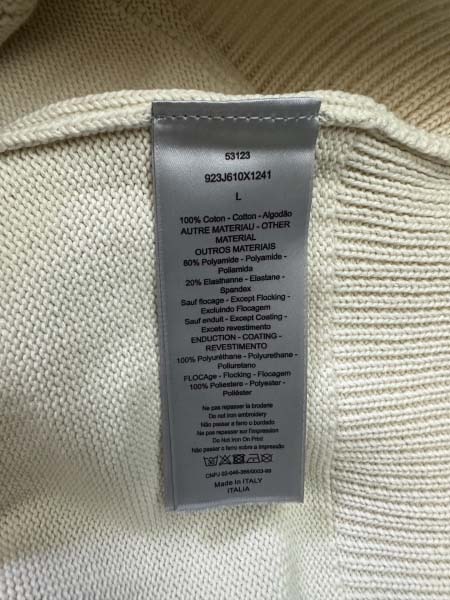 53123
923J610X1241
L
100% Coton - Cotton - Algodão
AUTRE MATERIAU - OTHER
MATERIAL
OUTROS MATERIAIS
80% Polyamide - Polyamide -
Poliamida
20% Elasthanne - Elastane -
Spandex
Sauf flocage - Except Flocking -
Excluindo Flocagem
Sauf enduit - Except Coating -
Exceto revestimento
ENDUCTION - COATING -
REVESTIMENTO
100% Polyuréthane - Polyurethane -
Poliuretano
FLOCAge - Flocking - Flocagem
100% Poliestere - Polyester -
Poliéster
Ne pas repasser la broderie
Do not iron embroidery
Não passar a ferro o bordado
Ne pas repasser sur l'impression
Do Not Iron On Print
Não passar a ferro sobre a impressão
Made in ITALY
ITALIA